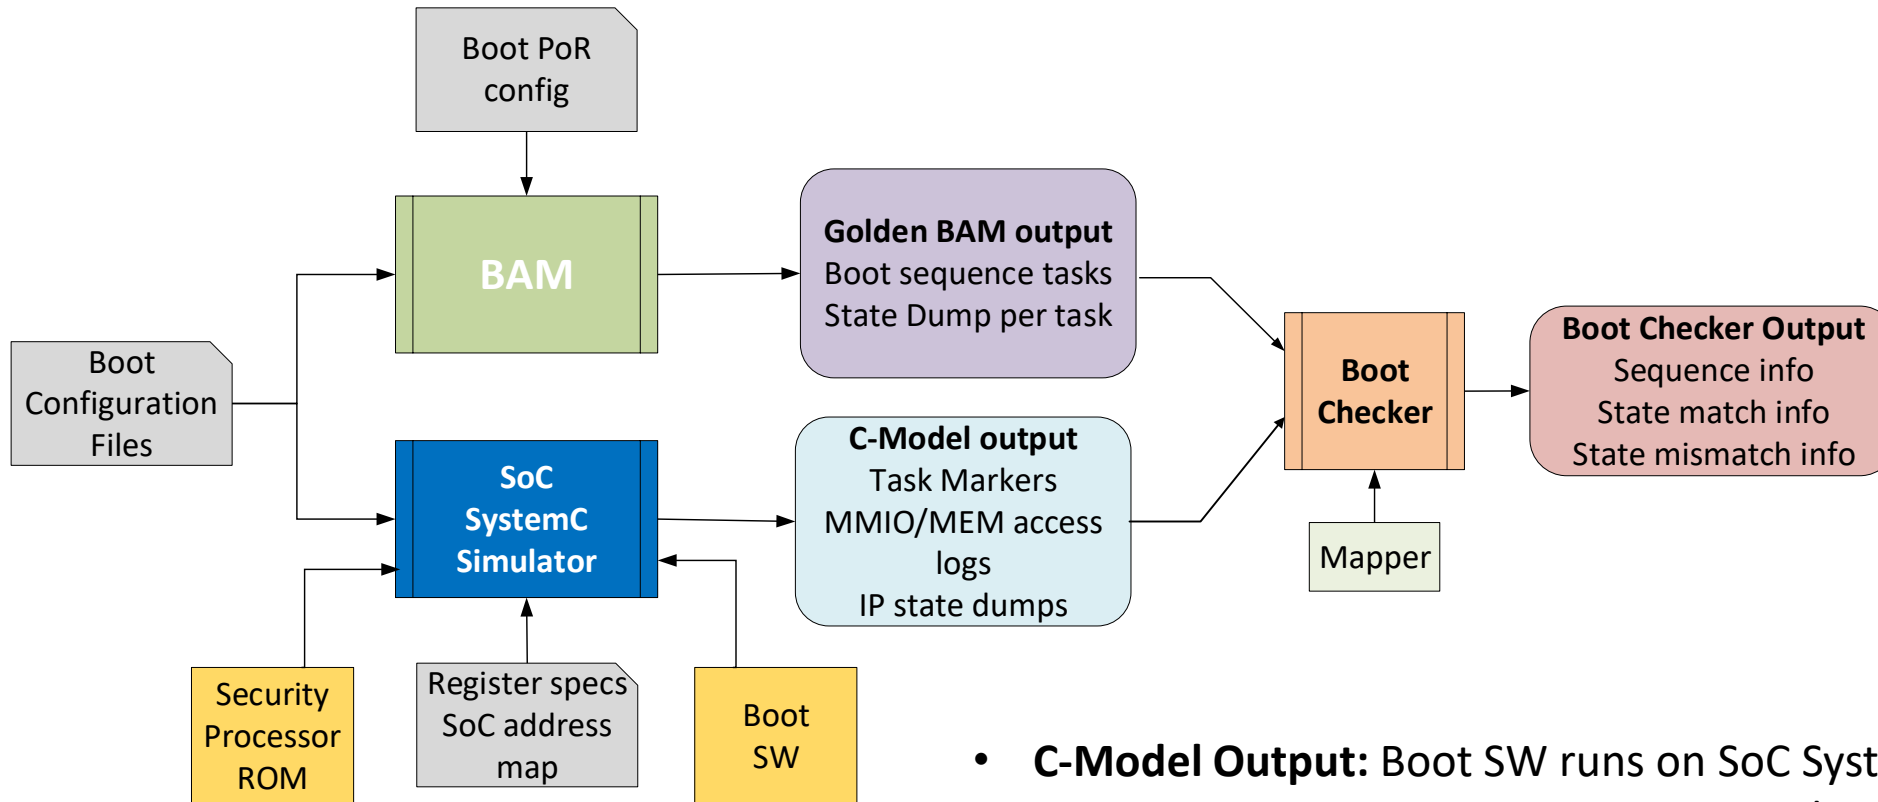 Boot PoR
config
BAM
Golden BAM output
Boot sequence tasks
State Dump per task
Boot
Configuration
Files
SoC
SystemC
Simulator
C-Model output
Task Markers
MMIO/MEM access
logs
IP state dumps
Boot
Checker
Boot Checker Output
Sequence info
State match info
State mismatch info
Mapper
Security
Processor
ROM
Register specs
SoC address
map
Boot
SW
• C-Model Output: Boot SW runs on SoC Syst